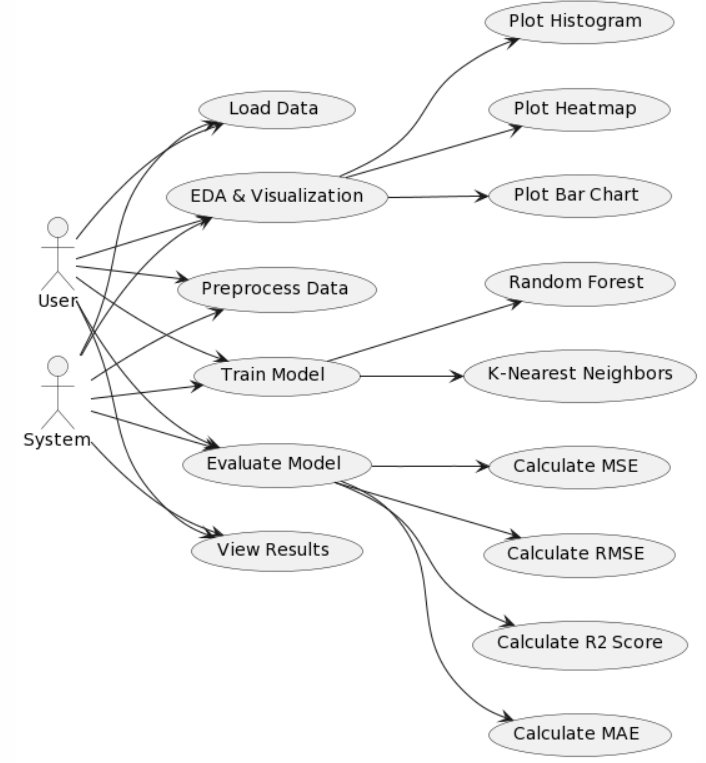 Plot Histogram
Load Data
Plot Heatmap
EDA & Visualization
Plot Bar Chart
User
Preprocess Data
Random Forest
Train Model
K-Nearest Neighbors
System
Evaluate Model
Calculate MSE
View Results
Calculate RMSE
Calculate R2 Score
Calculate MAE